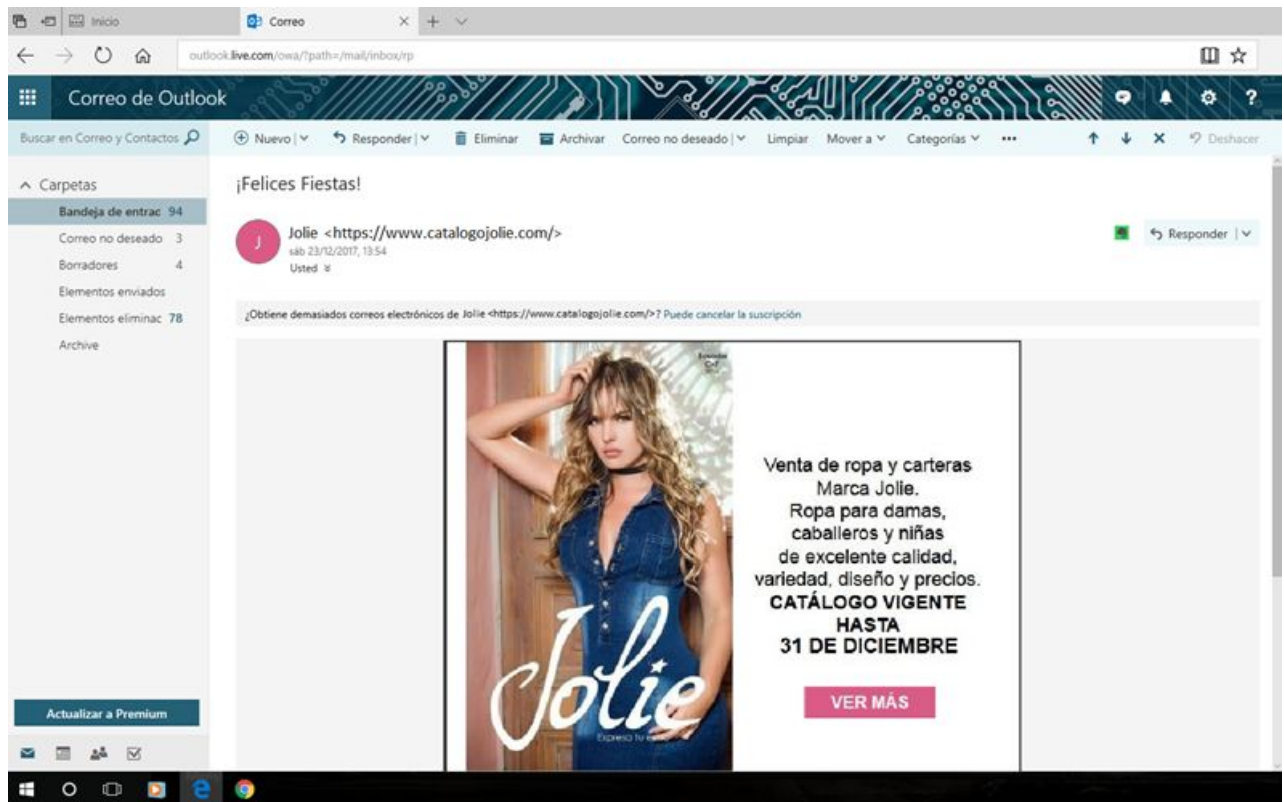 Inicio
Correo
outlook.live.com/owa/?path=/mail/inbox/rp
Correo de Outlook
?
Buscar en Correo y Contactos
Nuevo
Responder
Eliminar
Archivar
Correo no deseado
Limpiar
Mover a
Categorías
Deshacer
Carpetas
Bandeja de entrac 94
Correo no deseado 3
Borradores 4
Elementos enviados
Elementos eliminac 78
Archive
¡Felices Fiestas!
J
Jolie <https://www.catalogojolie.com/>
sáb 23/12/2017, 13:54
Usted
Responder
¿Obtiene demasiados correos electrónicos de Jolie <https://www.catalogojolie.com/>? Puede cancelar la suscripción
Jolie
Expresa tu
Venta de ropa y carteras
Marca Jolie.
Ropa para damas,
caballeros y niñas
de excelente calidad,
variedad, diseño y precios.
CATÁLOGO VIGENTE
HASTA
31 DE DICIEMBRE
VER MÁS
Actualizar a Premium